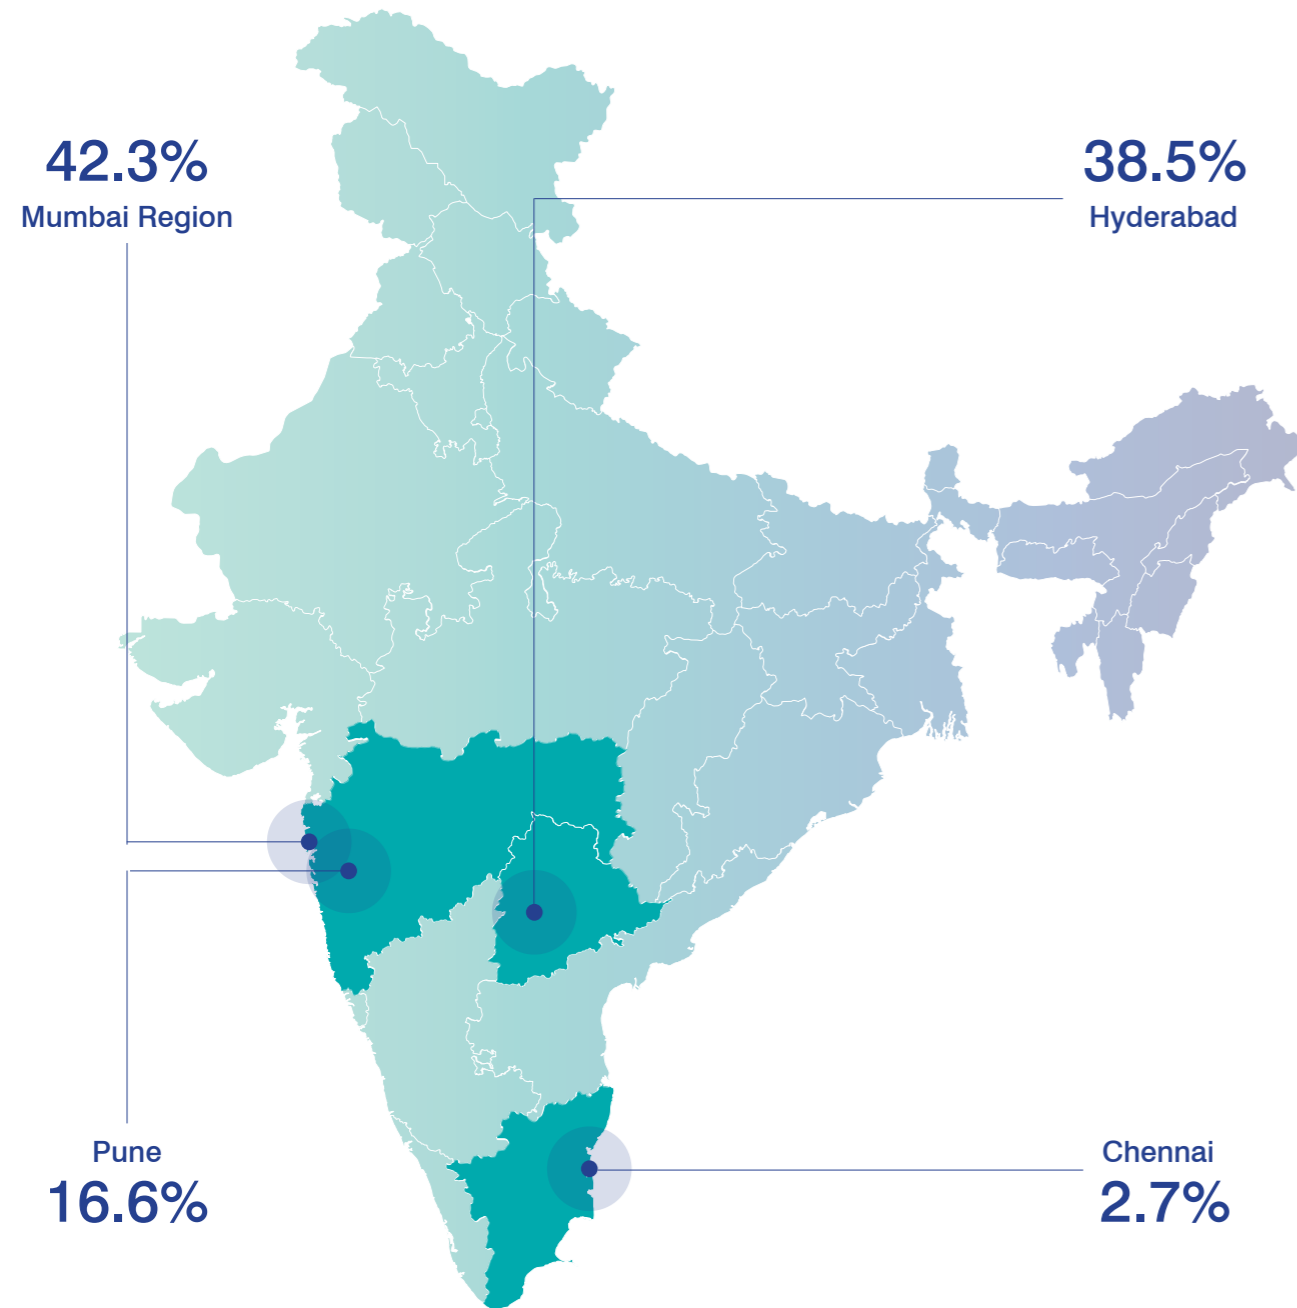 42.3%
Mumbai Region
38.5%
Hyderabad
Pune
16.6%
Chennai
2.7%